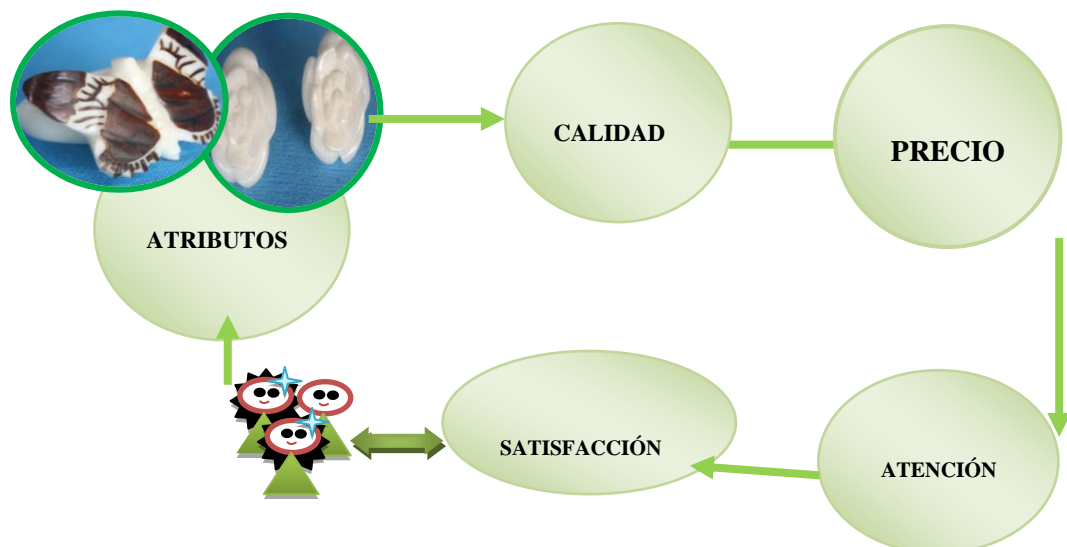 CALIDAD
PRECIO
ATRIBUTOS
SATISFACCIÓN
ATENCIÓN